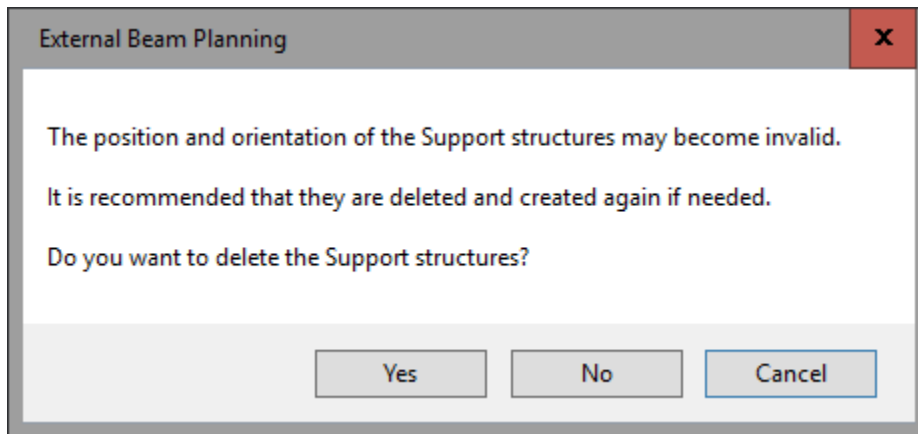 External Beam Planning
x
The position and orientation of the Support structures may become invalid.
It is recommended that they are deleted and created again if needed.
Do you want to delete the Support structures?
Yes No Cancel